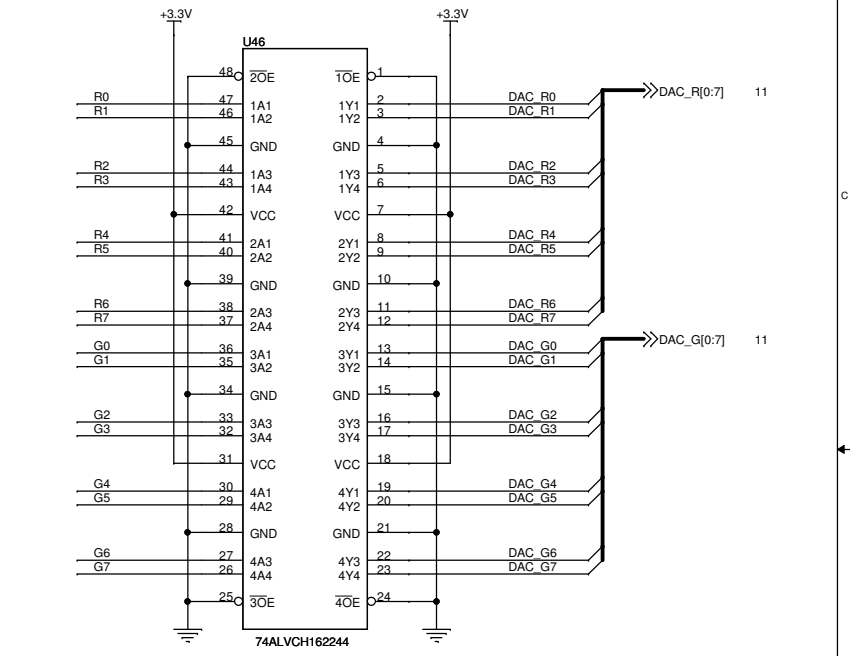 +3.3V +3.3V
U46
48 2OE 1OE 1
DAC_R[0:7] 11
R0 47 1A1 1Y1 2 DAC_R0
R1 46 1A2 1Y2 3 DAC_R1
45 GND GND 4
R2 44 1A3 1Y3 5 DAC_R2
R3 43 1A4 1Y4 6 DAC_R3
C
42 VCC VCC 7
R4 41 2A1 2Y1 8 DAC_R4
R5 40 2A2 2Y2 9 DAC_R5
39 GND GND 10
R6 38 2A3 2Y3 11 DAC_R6
R7 37 2A4 2Y4 12 DAC_R7
DAC_G[0:7] 11
G0 36 3A1 3Y1 13 DAC_G0
G1 35 3A2 3Y2 14 DAC_G1
34 GND GND 15
G2 33 3A3 3Y3 16 DAC_G2
G3 32 3A4 3Y4 17 DAC_G3
31 VCC VCC 18
G4 30 4A1 4Y1 19 DAC_G4
G5 29 4A2 4Y2 20 DAC_G5
28 GND GND 21
G6 27 4A3 4Y3 22 DAC_G6
G7 26 4A4 4Y4 23 DAC_G7
25 3OE 4OE 24
74ALVCH162244